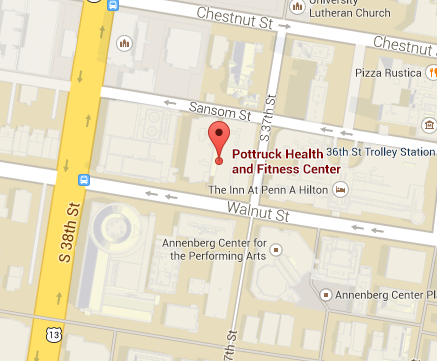 University
Lutheran Church
Chestnut St
Chestnut S
Pizza Rustica
Sansom St
S 37th St
36th St Trolley Station
Pottruck Health
and Fitness Center
The Inn At Penn A Hilton
Walnut St
S 38th St
Annenberg Center for
the Performing Arts
Annenberg Center Pl
7th St
13